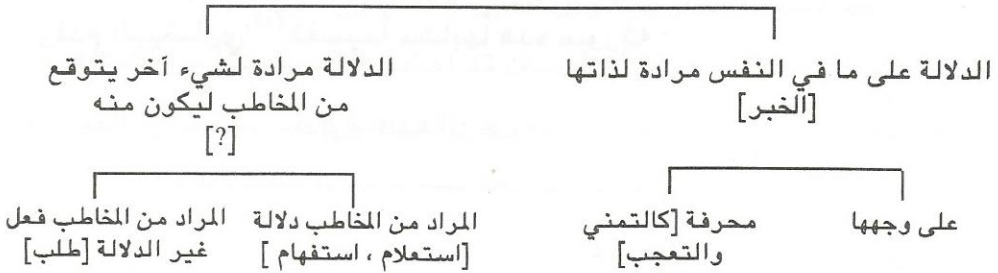 الدلالة على ما في النفس مرادة لذاتها
[الخبر]
الدلالة مرادة لشيء آخر يتوقع
من المخاطب ليكون منه
[?]
على وجهها
محرفة [كالتمني
والتعجب]
المراد من المخاطب دلالة
[استعلام ، استفهام ]
المراد من المخاطب فعل
غير الدلالة [طلب]